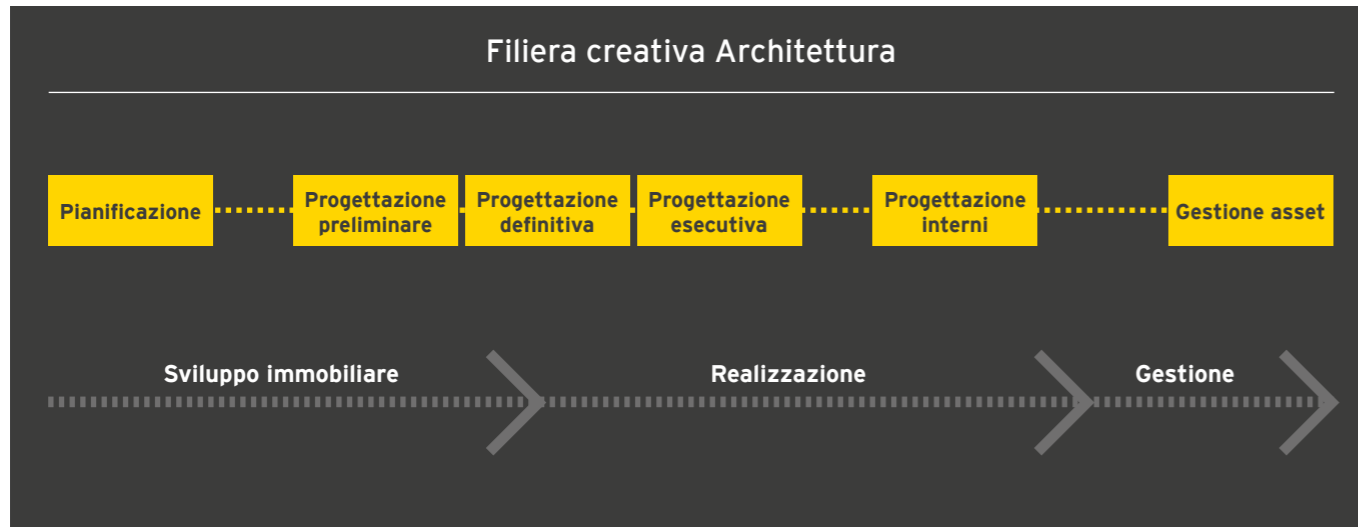 Filiera creativa Architettura
Pianificazione
Progettazione
preliminare
Progettazione
definitiva
Progettazione
esecutiva
Progettazione
interni
Gestione asset
Sviluppo immobiliare
Realizzazione
Gestione